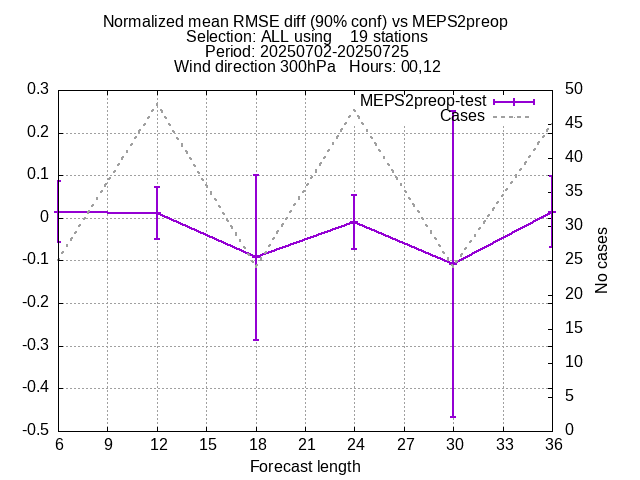 Normalized mean RMSE diff (90% conf) vs MEPS2preop
Selection: ALL using    19 stations
Period: 20250702-20250725
Wind direction 300hPa   Hours: 00,12
MEPS2preop-test
Cases
0.3
0.2
0.1
0
-0.1
-0.2
-0.3
-0.4
-0.5
50
45
40
35
30
25
20
15
10
5
0
No cases
6 9 12 15 18 21 24 27 30 33 36
Forecast length